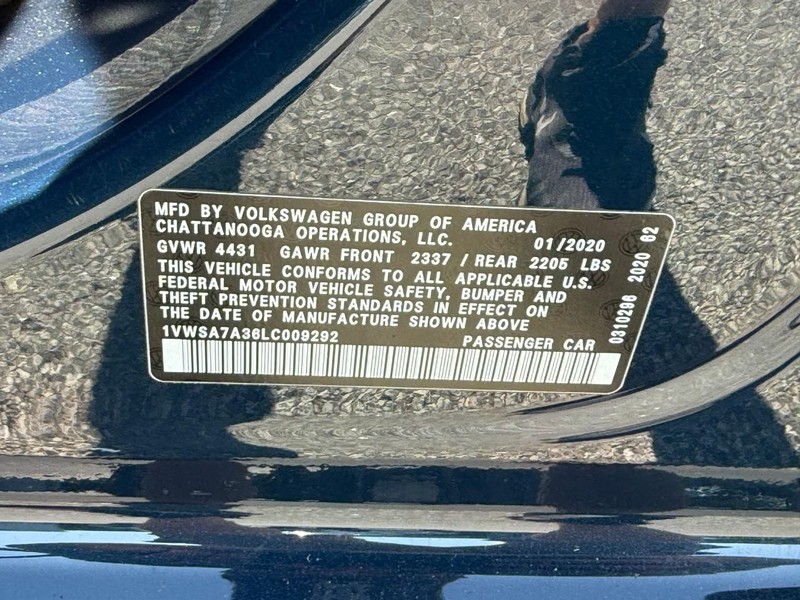 MFD BY VOLKSWAGEN GROUP OF AMERICA
CHATTANOOGA OPERATIONS, LLC. 01/2020
GVWR 4431 GAWR FRONT 2337 / REAR 2205 LBS
THIS VEHICLE CONFORMS TO ALL APPLICABLE U.S.
FEDERAL MOTOR VEHICLE SAFETY, BUMPER AND
THEFT PREVENTION STANDARDS IN EFFECT ON
THE DATE OF MANUFACTURE SHOWN ABOVE
1VWSA7A36LC009292 PASSENGER CAR
0310296 2020 62